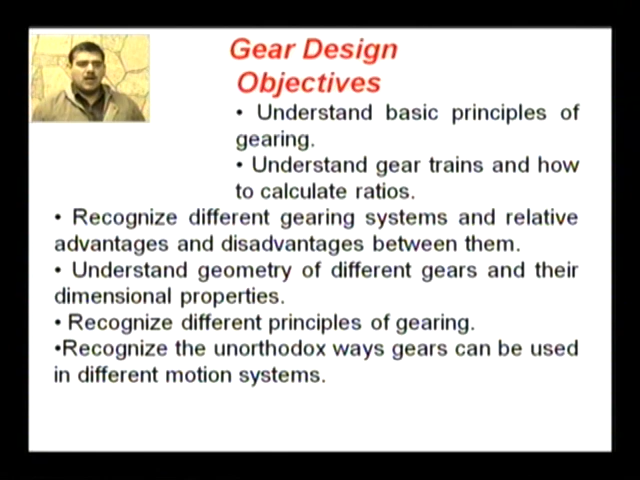 Gear Design
Objectives
• Understand basic principles of
gearing.
• Understand gear trains and how
to calculate ratios.
• Recognize different gearing systems and relative
advantages and disadvantages between them.
• Understand geometry of different gears and their
dimensional properties.
• Recognize different principles of gearing.
•Recognize the unorthodox ways gears can be used
in different motion systems.